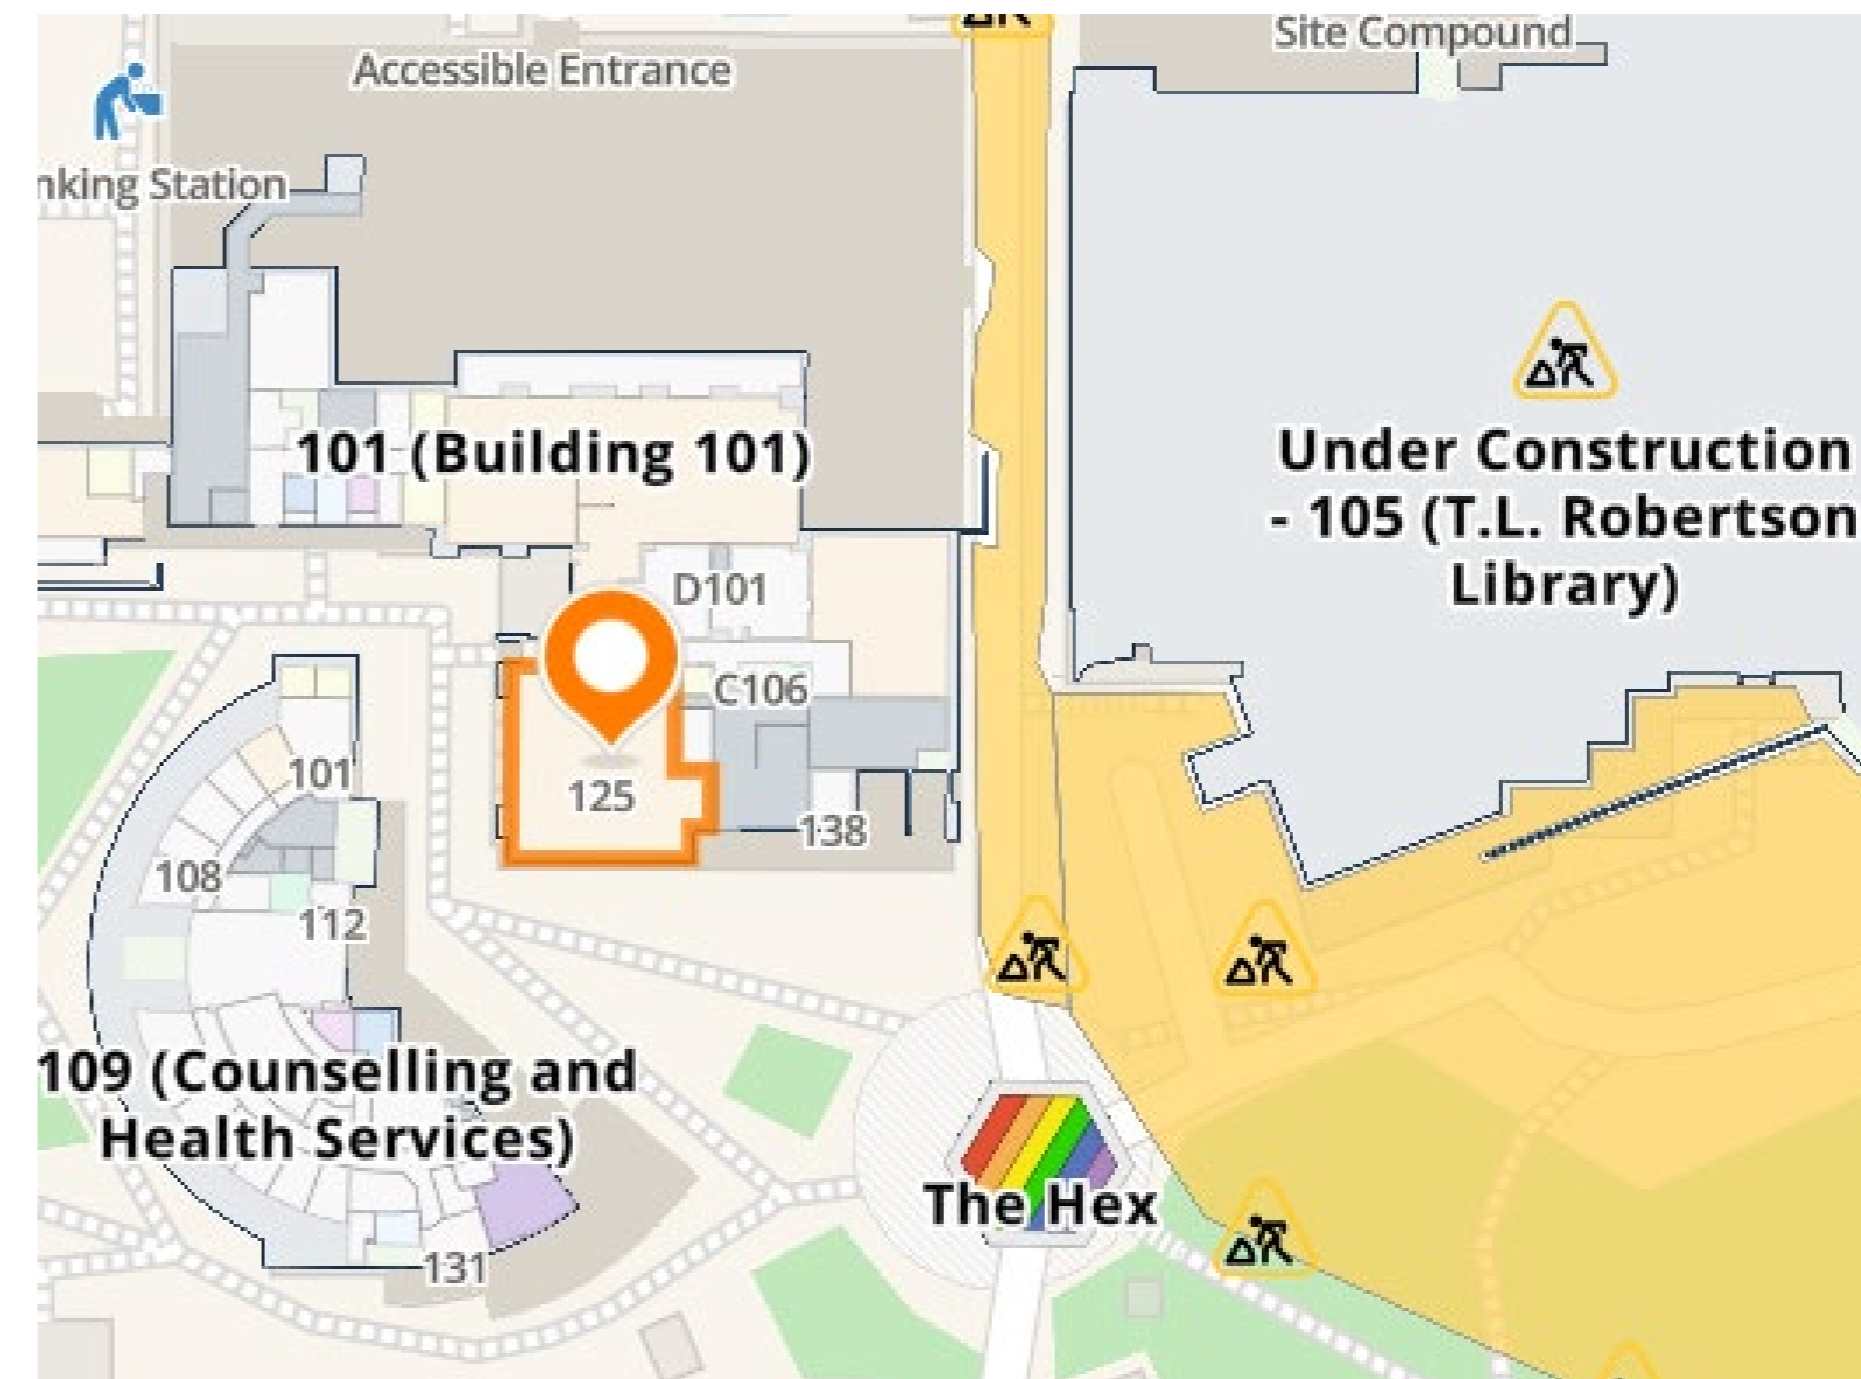 Site Compound
Accessible Entrance
nking Station
101 (Building 101)
Under Construction
- 105 (T.L. Robertson
Library)
D101
C106
101
125
138
108
112
109 (Counselling and
Health Services)
The Hex
131